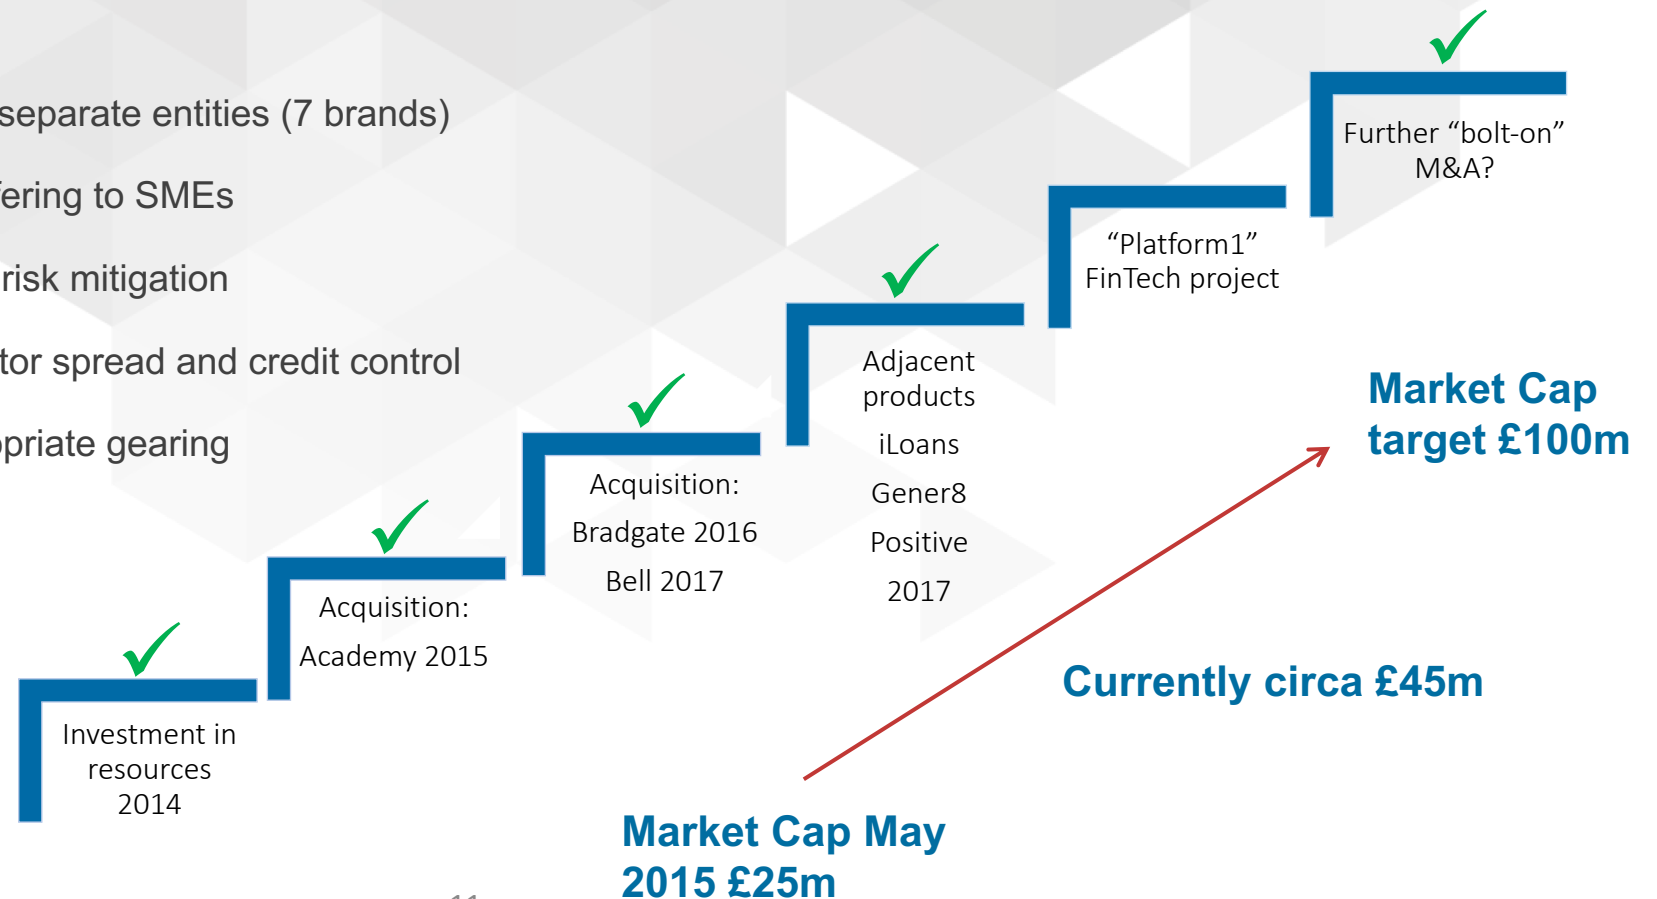 separate entities (7 brands)
fering to SMEs
risk mitigation
tor spread and credit control
opriate gearing
Further “bolt-on”
M&A?
“Platform1”
FinTech project
Adjacent
products
iLoans
Gener8
Positive
2017
Acquisition:
Bradgate 2016
Bell 2017
Acquisition:
Academy 2015
Investment in
resources
2014
Market Cap
target £100m
Currently circa £45m
Market Cap May
2015 £25m